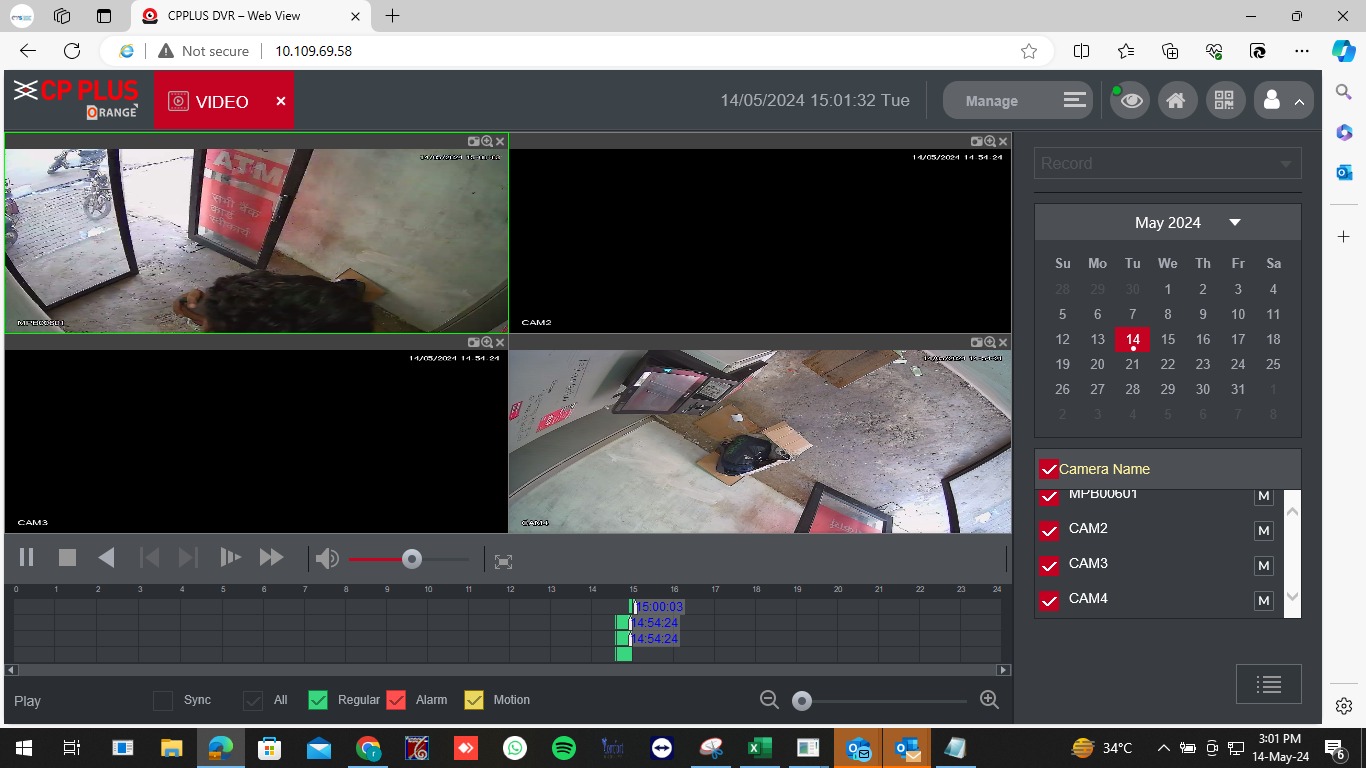 CPPLUS DVR – Web View
Not secure
10.109.69.58
CP PLUS
ORANGE
VIDEO
14/05/2024 15:01:32 Tue
Manage
ATM
सभी बैंक
कार्ड
स्वीकार्य
MPB00601
14/05/2024 14:54:24
CAM2
14/05/2024 14:54:24
CAM3
CAM4
Record
May 2024
Su Mo Tu We Th Fr Sa
28 29 30 1 2 3 4
5 6 7 8 9 10 11
12 13 14 15 16 17 18
19 20 21 22 23 24 25
26 27 28 29 30 31 1
2 3 4 5 6 7 8
Camera Name
MPB00601 M
CAM2 M
CAM3 M
CAM4 M
0 1 2 3 4 5 6 7 8 9 10 11 12 13 14 15 16 17 18 19 20 21 22 23 24
15:00:03
14:54:24
14:54:24
Play
Sync
All
Regular
Alarm
Motion
34°C
3:01 PM
14-May-24
6